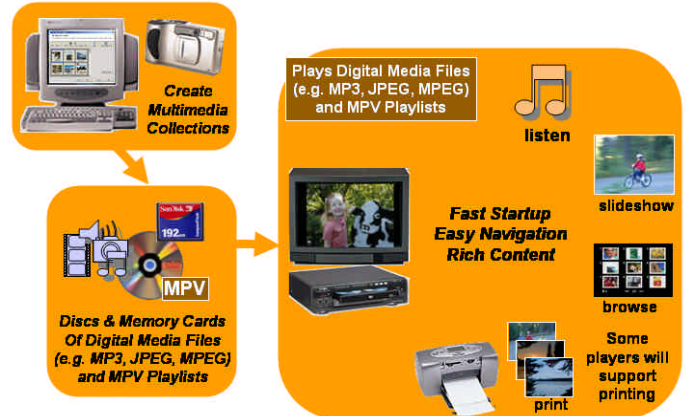 Create
Multimedia
Collections
SanDisk
192MB
MPV
Discs & Memory Cards
Of Digital Media Files
(e.g. MP3, JPEG, MPEG)
and MPV Playlists
Plays Digital Media Files
(e.g. MP3, JPEG, MPEG)
and MPV Playlists
listen
slideshow
Fast Startup
Easy Navigation
Rich Content
browse
Some
players will
support
printing
print